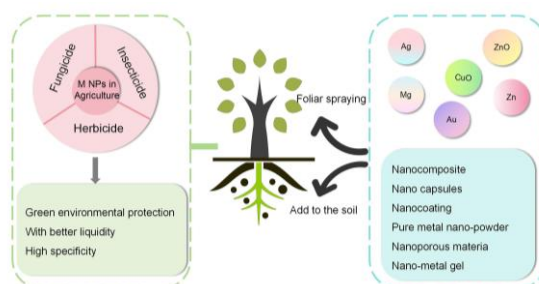 Fungicide
Insecticide
M NPs in
Agriculture
Herbicide
Green environmental protection
With better liquidity
High specificity
Foliar spraying
Add to the soil
Ag
ZnO
CuO
Mg
Zn
Au
Nanocomposite
Nano capsules
Nanocoating
Pure metal nano-powder
Nanoporous materia
Nano-metal gel